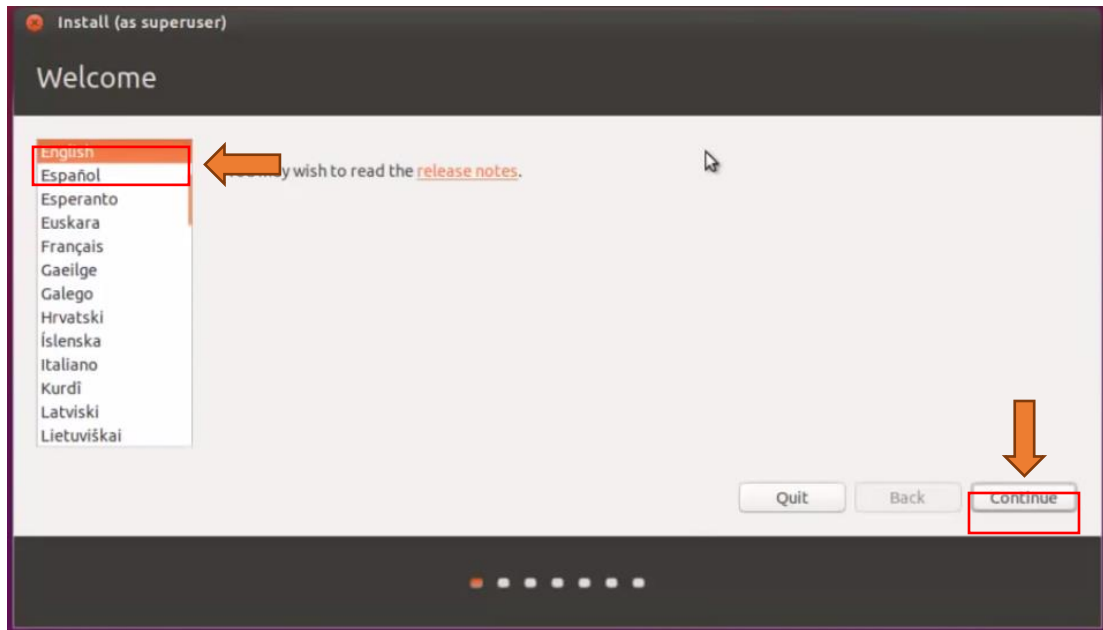 Install (as superuser)
Welcome
English
Español
Esperanto
Euskara
Français
Gaeilge
Galego
Hrvatski
Íslenska
Italiano
Kurdî
Latviski
Lietuviškai
may wish to read the release notes.
Quit
Back
Continue